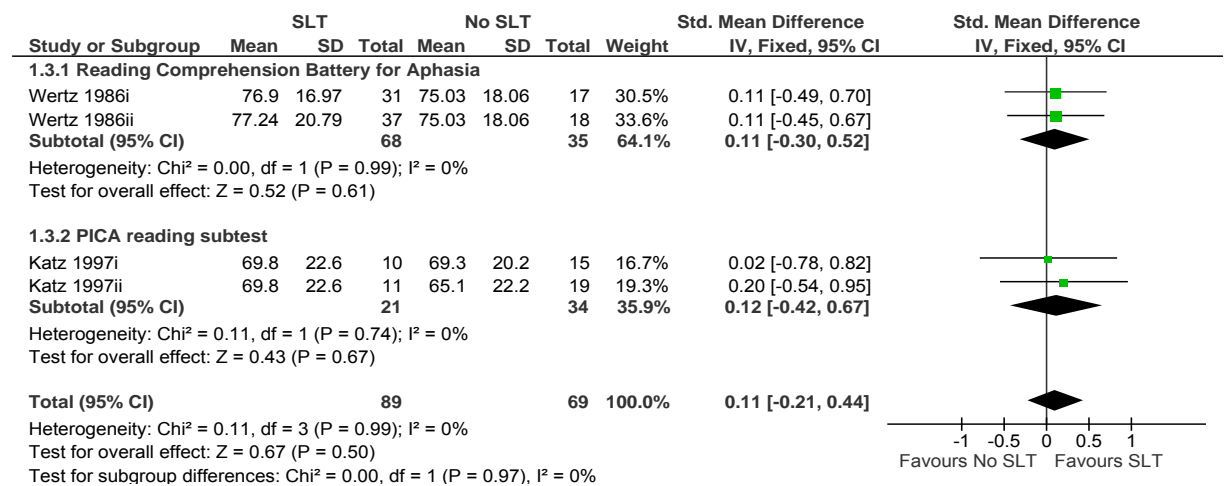 SLT No SLT Std. Mean Difference Std. Mean Difference
Study or Subgroup Mean SD Total Mean SD Total Weight IV, Fixed, 95% CI IV, Fixed, 95% CI
1.3.1 Reading Comprehension Battery for Aphasia
Wertz 1986i 76.9 16.97 31 75.03 18.06 17 30.5% 0.11 [-0.49, 0.70]
Wertz 1986ii 77.24 20.79 37 75.03 18.06 18 33.6% 0.11 [-0.45, 0.67]
Subtotal (95% CI) 68 35 64.1% 0.11 [-0.30, 0.52]
Heterogeneity: Chi² = 0.00, df = 1 (P = 0.99); I² = 0%
Test for overall effect: Z = 0.52 (P = 0.61)
1.3.2 PICA reading subtest
Katz 1997i 69.8 22.6 10 69.3 20.2 15 16.7% 0.02 [-0.78, 0.82]
Katz 1997ii 69.8 22.6 11 65.1 22.2 19 19.3% 0.20 [-0.54, 0.95]
Subtotal (95% CI) 21 34 35.9% 0.12 [-0.42, 0.67]
Heterogeneity: Chi² = 0.11, df = 1 (P = 0.74); I² = 0%
Test for overall effect: Z = 0.43 (P = 0.67)
Total (95% CI) 89 69 100.0% 0.11 [-0.21, 0.44]
Heterogeneity: Chi² = 0.11, df = 3 (P = 0.99); I² = 0%
Test for overall effect: Z = 0.67 (P = 0.50)
Test for subgroup differences: Chi² = 0.00, df = 1 (P = 0.97), I² = 0%
-1 -0.5 0 0.5 1
Favours No SLT Favours SLT